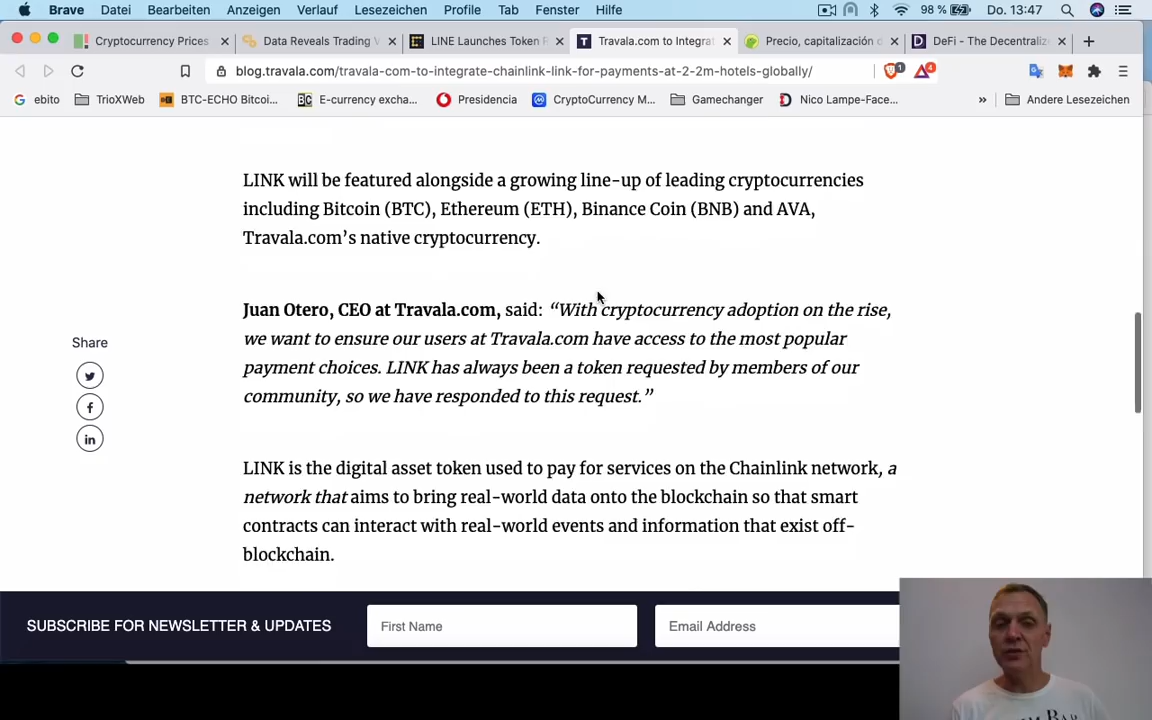 Brave Datei Bearbeiten Anzeigen Verlauf Lesezeichen Profile Tab Fenster Hilfe 98 % Do. 13:47
Cryptocurrency Prices Data Reveals Trading V LINE Launches Token R Travala.com to Integrat Precio, capitalización d DeFi - The Decentraliz
blog.travala.com/travala-com-to-integrate-chainlink-link-for-payments-at-2-2m-hotels-globally/ 1 4
ebito TrioXWeb BTC-ECHO Bitcoi... E-currency excha... Presidencia CryptoCurrency M... Gamechanger Nico Lampe-Face... » Andere Lesezeichen
LINK will be featured alongside a growing line-up of leading cryptocurrencies
including Bitcoin (BTC), Ethereum (ETH), Binance Coin (BNB) and AVA,
Travala.com’s native cryptocurrency.
Juan Otero, CEO at Travala.com, said: “With cryptocurrency adoption on the rise,
we want to ensure our users at Travala.com have access to the most popular
payment choices. LINK has always been a token requested by members of our
community, so we have responded to this request.”
Share
LINK is the digital asset token used to pay for services on the Chainlink network, a
network that aims to bring real-world data onto the blockchain so that smart
contracts can interact with real-world events and information that exist off-
blockchain.
SUBSCRIBE FOR NEWSLETTER & UPDATES First Name Email Address